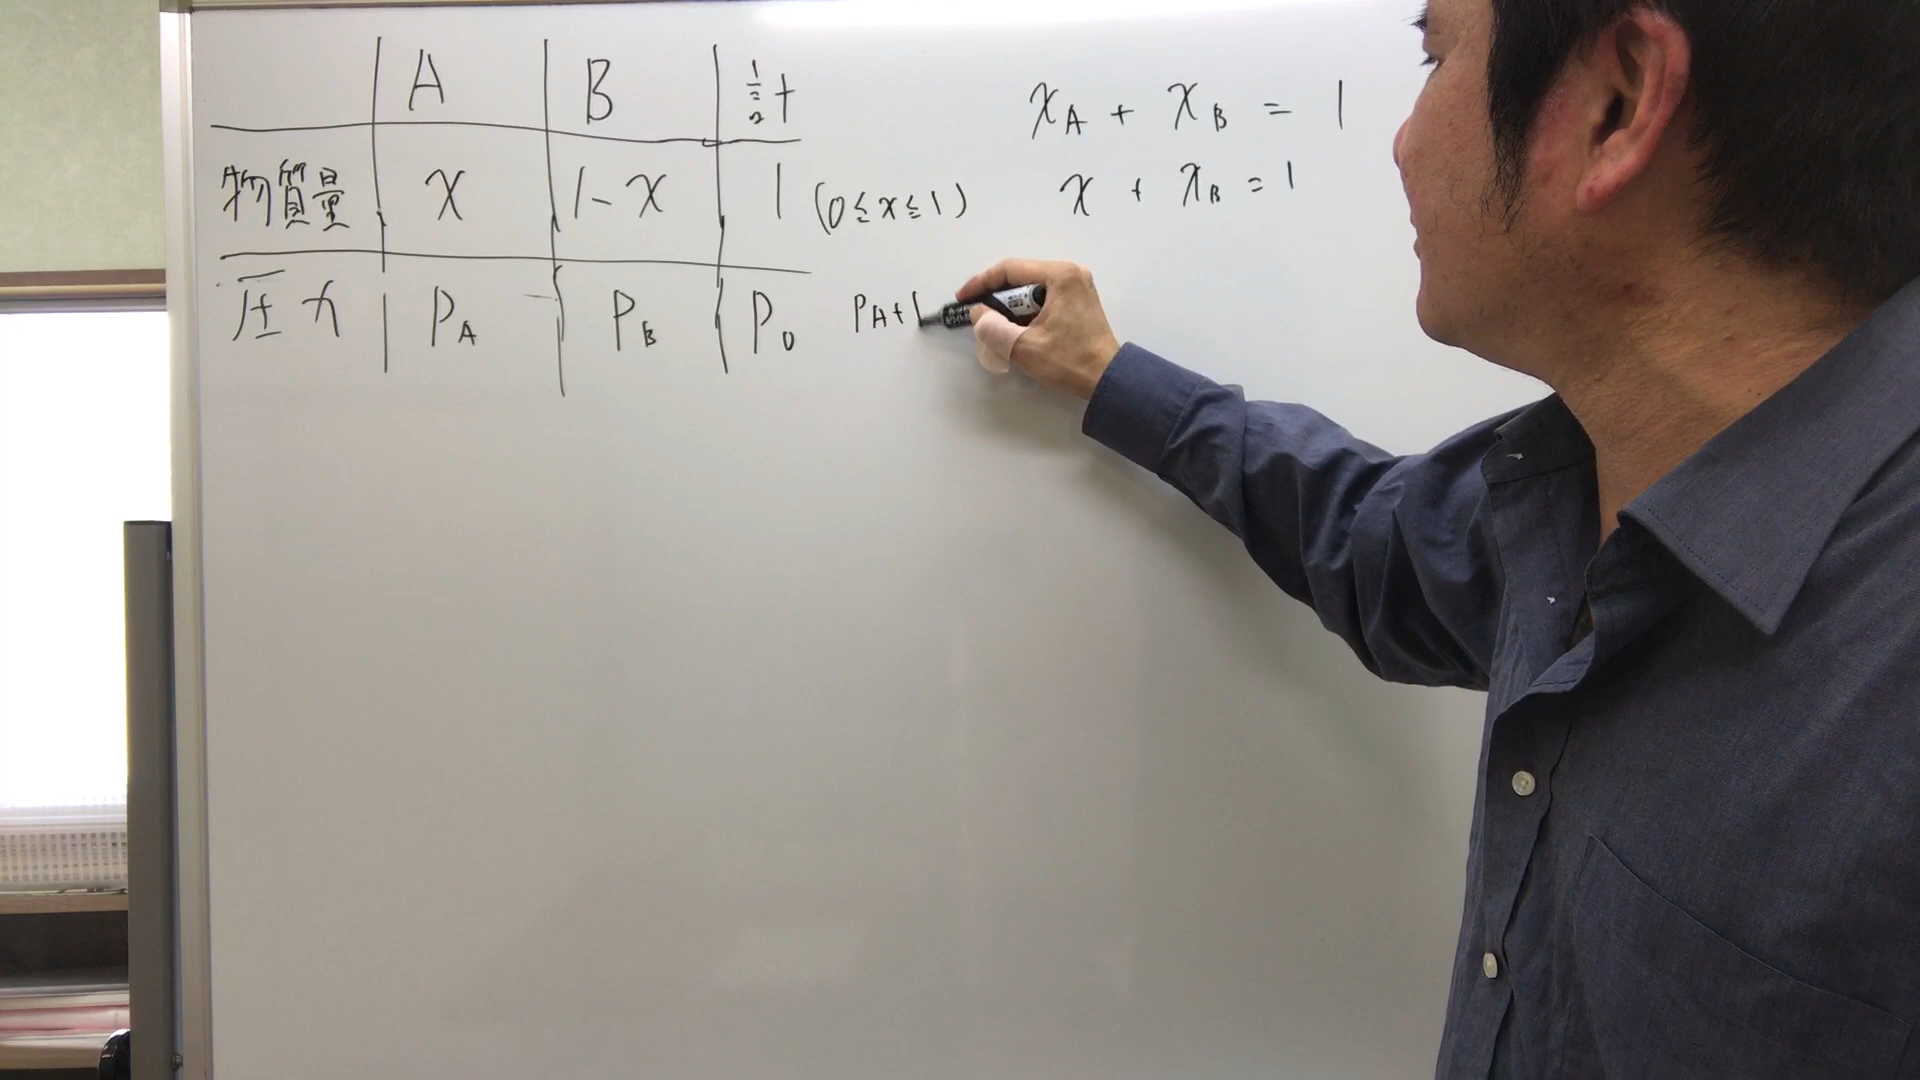 A B 計
物質量 x 1-x 1 (0≦x≦1)
圧力 PA PB P0 PA+
xA + xB = 1
x + xB = 1